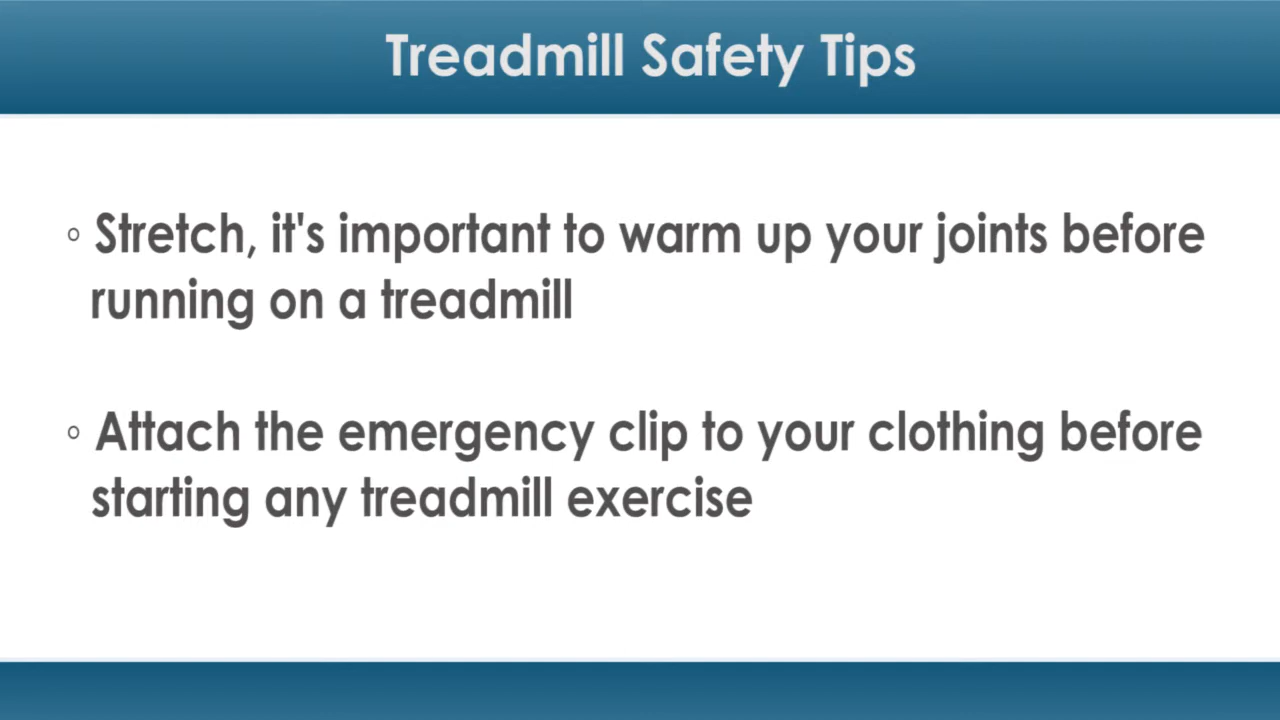 Treadmill Safety Tips
◦ Stretch, it's important to warm up your joints before
running on a treadmill
◦ Attach the emergency clip to your clothing before
starting any treadmill exercise